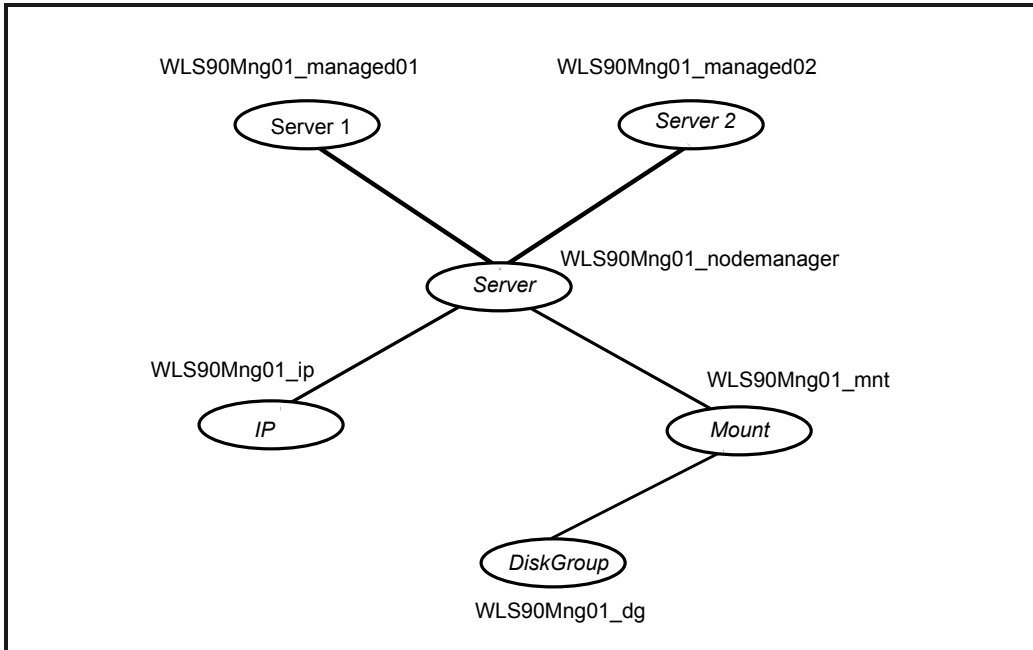 WLS90Mng01_managed01
WLS90Mng01_managed02
Server 1
Server 2
WLS90Mng01_nodemanager
Server
WLS90Mng01_ip
WLS90Mng01_mnt
IP
Mount
DiskGroup
WLS90Mng01_dg